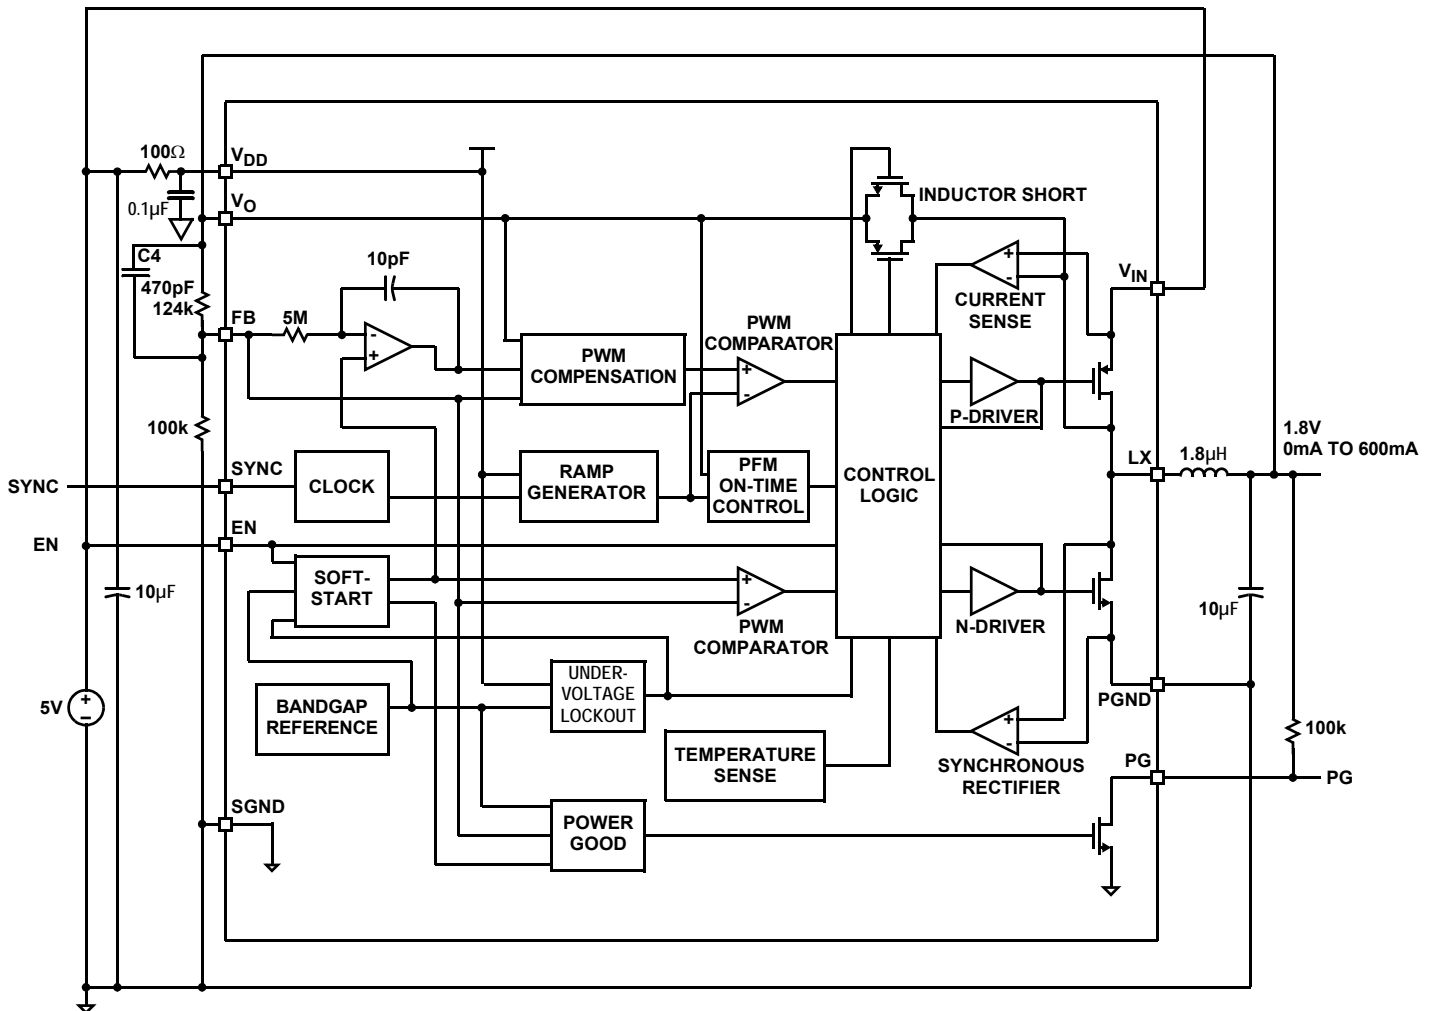 100Ω
V_DD
0.1µF
V_O
C4
470pF
124k
10pF
INDUCTOR SHORT
+
-
CURRENT
SENSE
V_IN
FB
5M
-
+
PWM
COMPENSATION
PWM
COMPARATOR
+
-
P-DRIVER
100k
1.8V
0mA TO 600mA
SYNC
SYNC
CLOCK
RAMP
GENERATOR
PFM
ON-TIME
CONTROL
CONTROL
LOGIC
LX
1.8µH
EN
EN
10µF
SOFT-
START
+
-
PWM
COMPARATOR
N-DRIVER
10µF
5V
+
–
BANDGAP
REFERENCE
UNDER-
VOLTAGE
LOCKOUT
TEMPERATURE
SENSE
+
-
SYNCHRONOUS
RECTIFIER
PGND
100k
PG
PG
SGND
POWER
GOOD